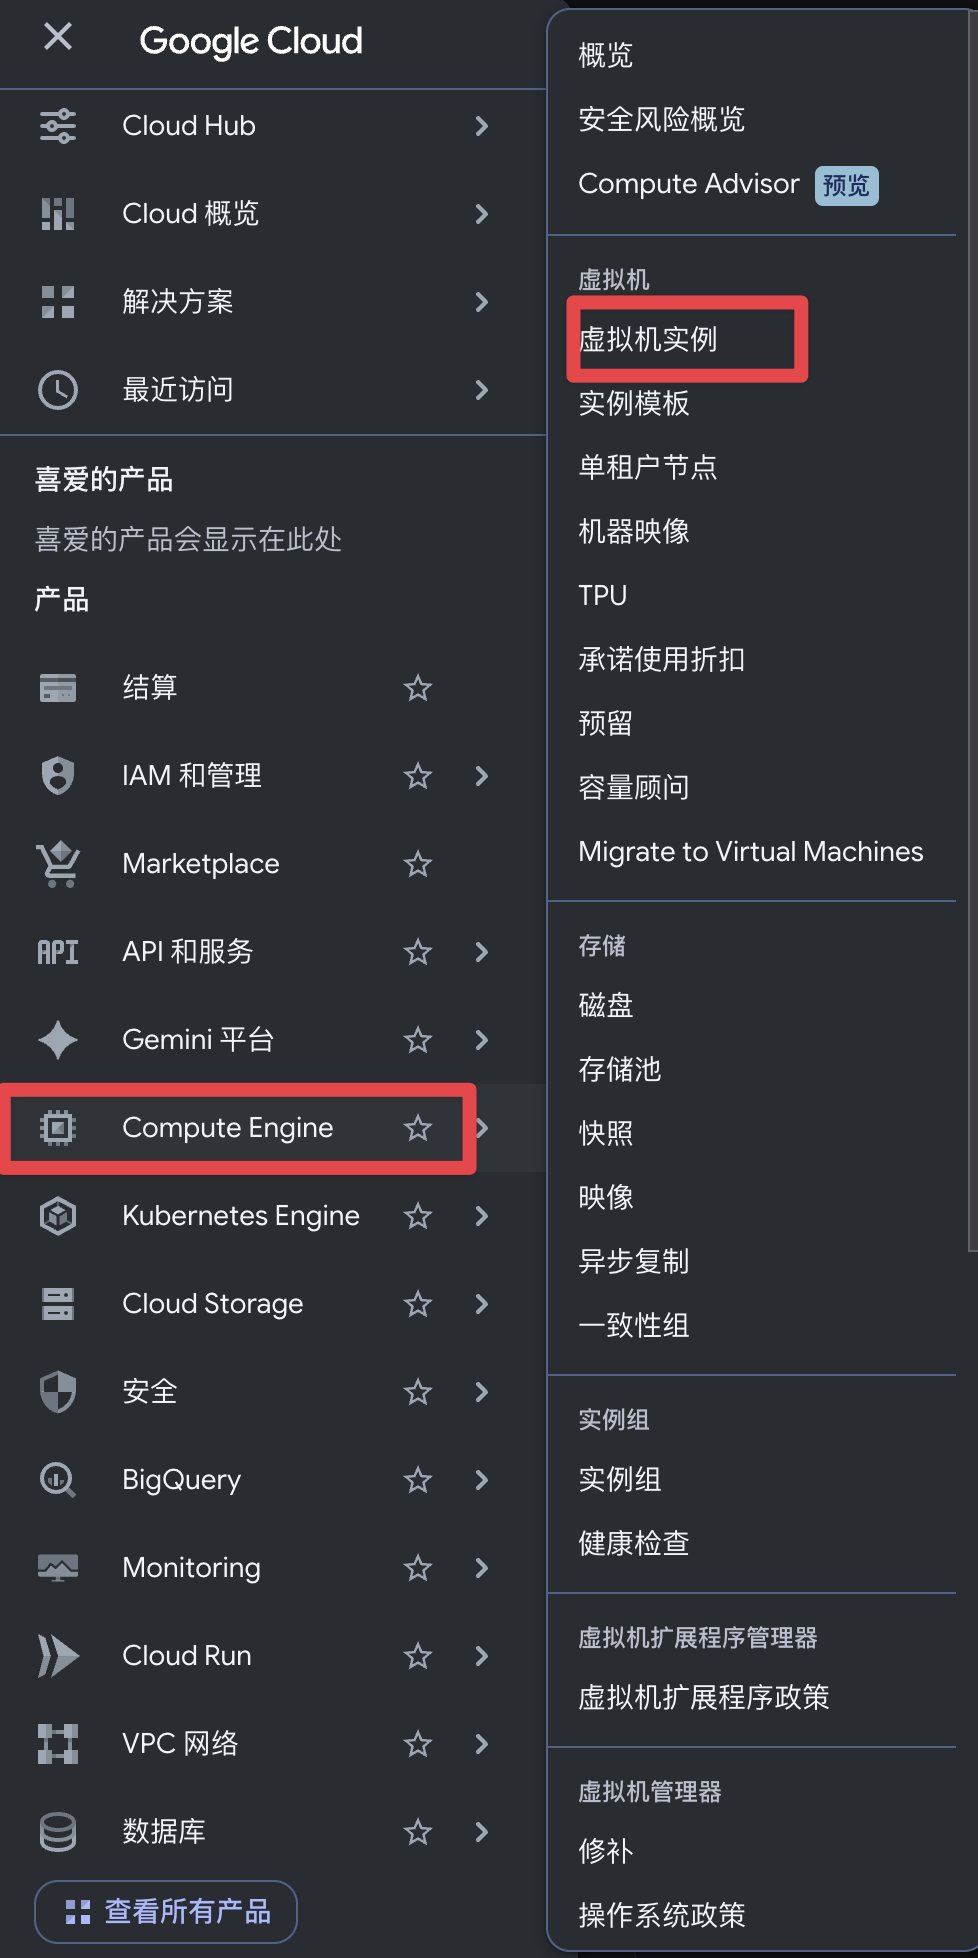 Google Cloud
Cloud Hub
Cloud 概览
解决方案
最近访问
喜爱的产品
喜爱的产品会显示在此处
产品
结算
IAM 和管理
Marketplace
API 和服务
Gemini 平台
Compute Engine
Kubernetes Engine
Cloud Storage
安全
BigQuery
Monitoring
Cloud Run
VPC 网络
数据库
查看所有产品
概览
安全风险概览
Compute Advisor 预览
虚拟机
虚拟机实例
实例模板
单租户节点
机器映像
TPU
承诺使用折扣
预留
容量顾问
Migrate to Virtual Machines
存储
磁盘
存储池
快照
映像
异步复制
一致性组
实例组
实例组
健康检查
虚拟机扩展程序管理器
虚拟机扩展程序政策
虚拟机管理器
修补
操作系统政策